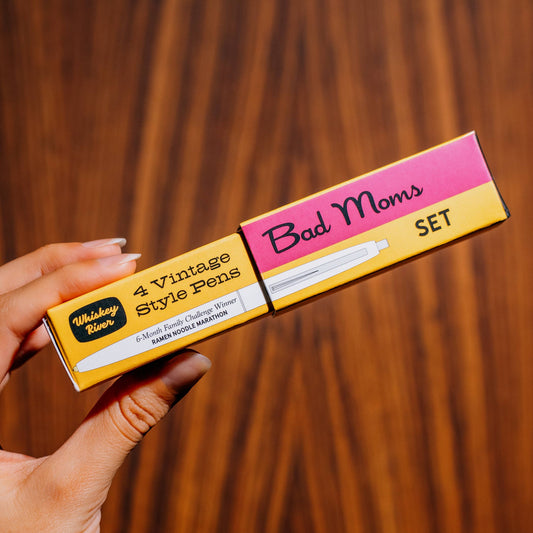 Whiskey
River
4 Vintage
Style Pens
6-Month Family Challenge Winner
RAMEN NOODLE MARATHON
Bad Moms
SET